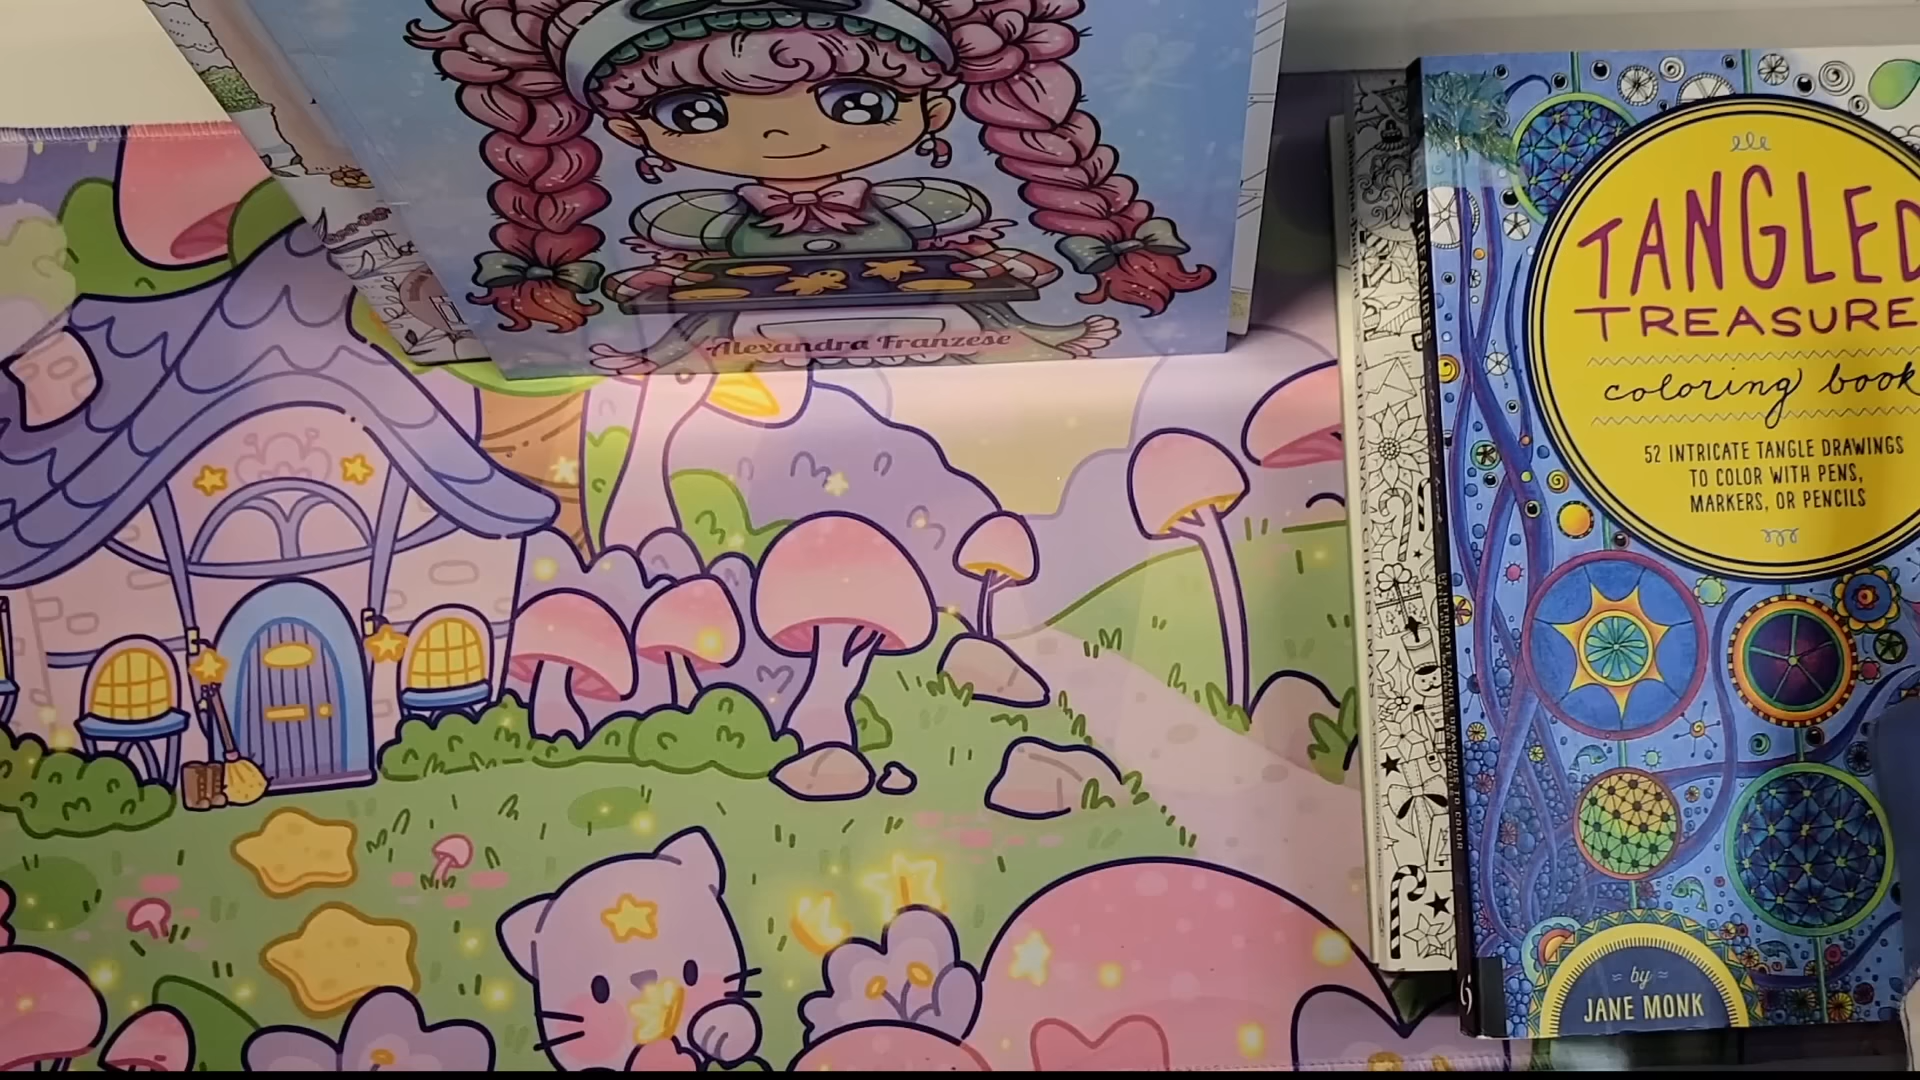 Alexandra Franzese
TANGLED
TREASURE
coloring book
52 INTRICATE TANGLE DRAWINGS
TO COLOR WITH PENS,
MARKERS, OR PENCILS
by
JANE MONK